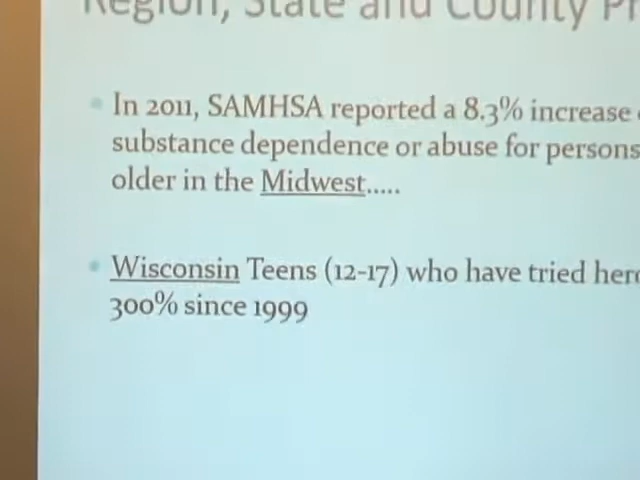 Region, State and County
In 2011, SAMHSA reported a 8.3% increase
substance dependence or abuse for persons
older in the Midwest.....
Wisconsin Teens (12-17) who have tried
300% since 1999